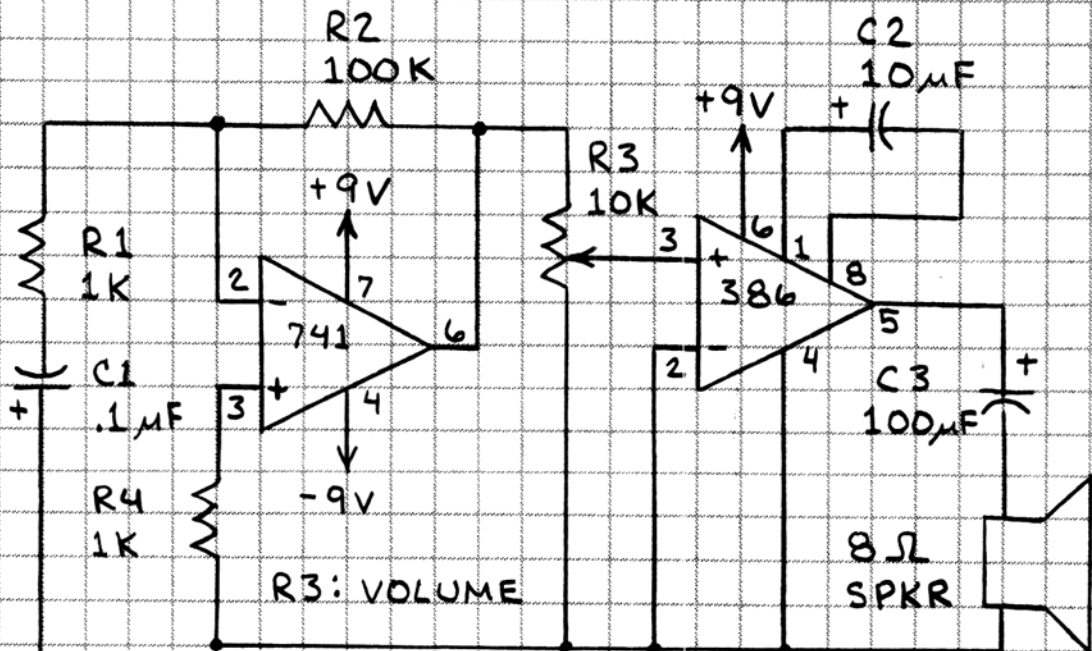 R2
100K
C2
10µF
+9V
+
R3
10K
+9V
R1
1K
2
-
7
741
6
3
+
6
1
8
386
5
2
-
4
C1
+
.1µF
3
+
4
-9V
C3
100µF
+
R4
1K
R3: VOLUME
8Ω
SPKR